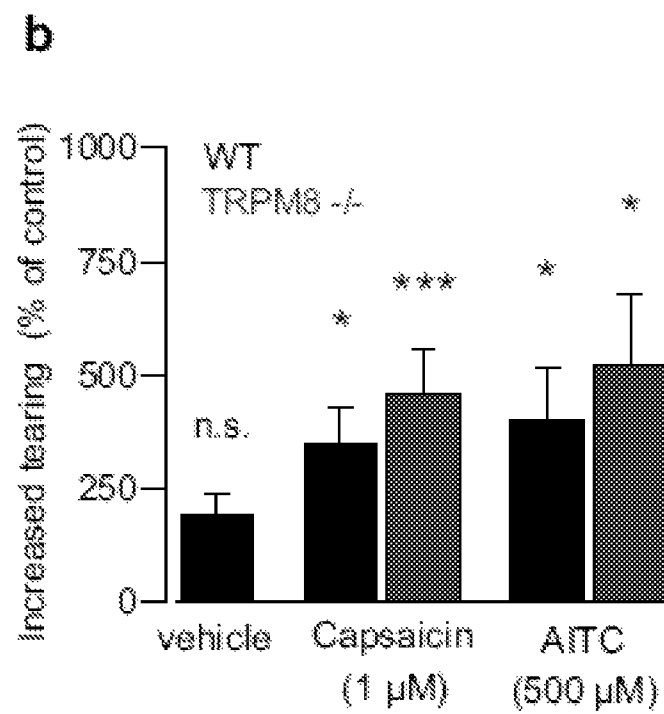 b
Increased tearing (% of control)
1000
750
500
250
0
WT
TRPM8 -/-
n.s.
*
***
*
*
vehicle
Capsaicin
(1 µM)
AITC
(500 µM)